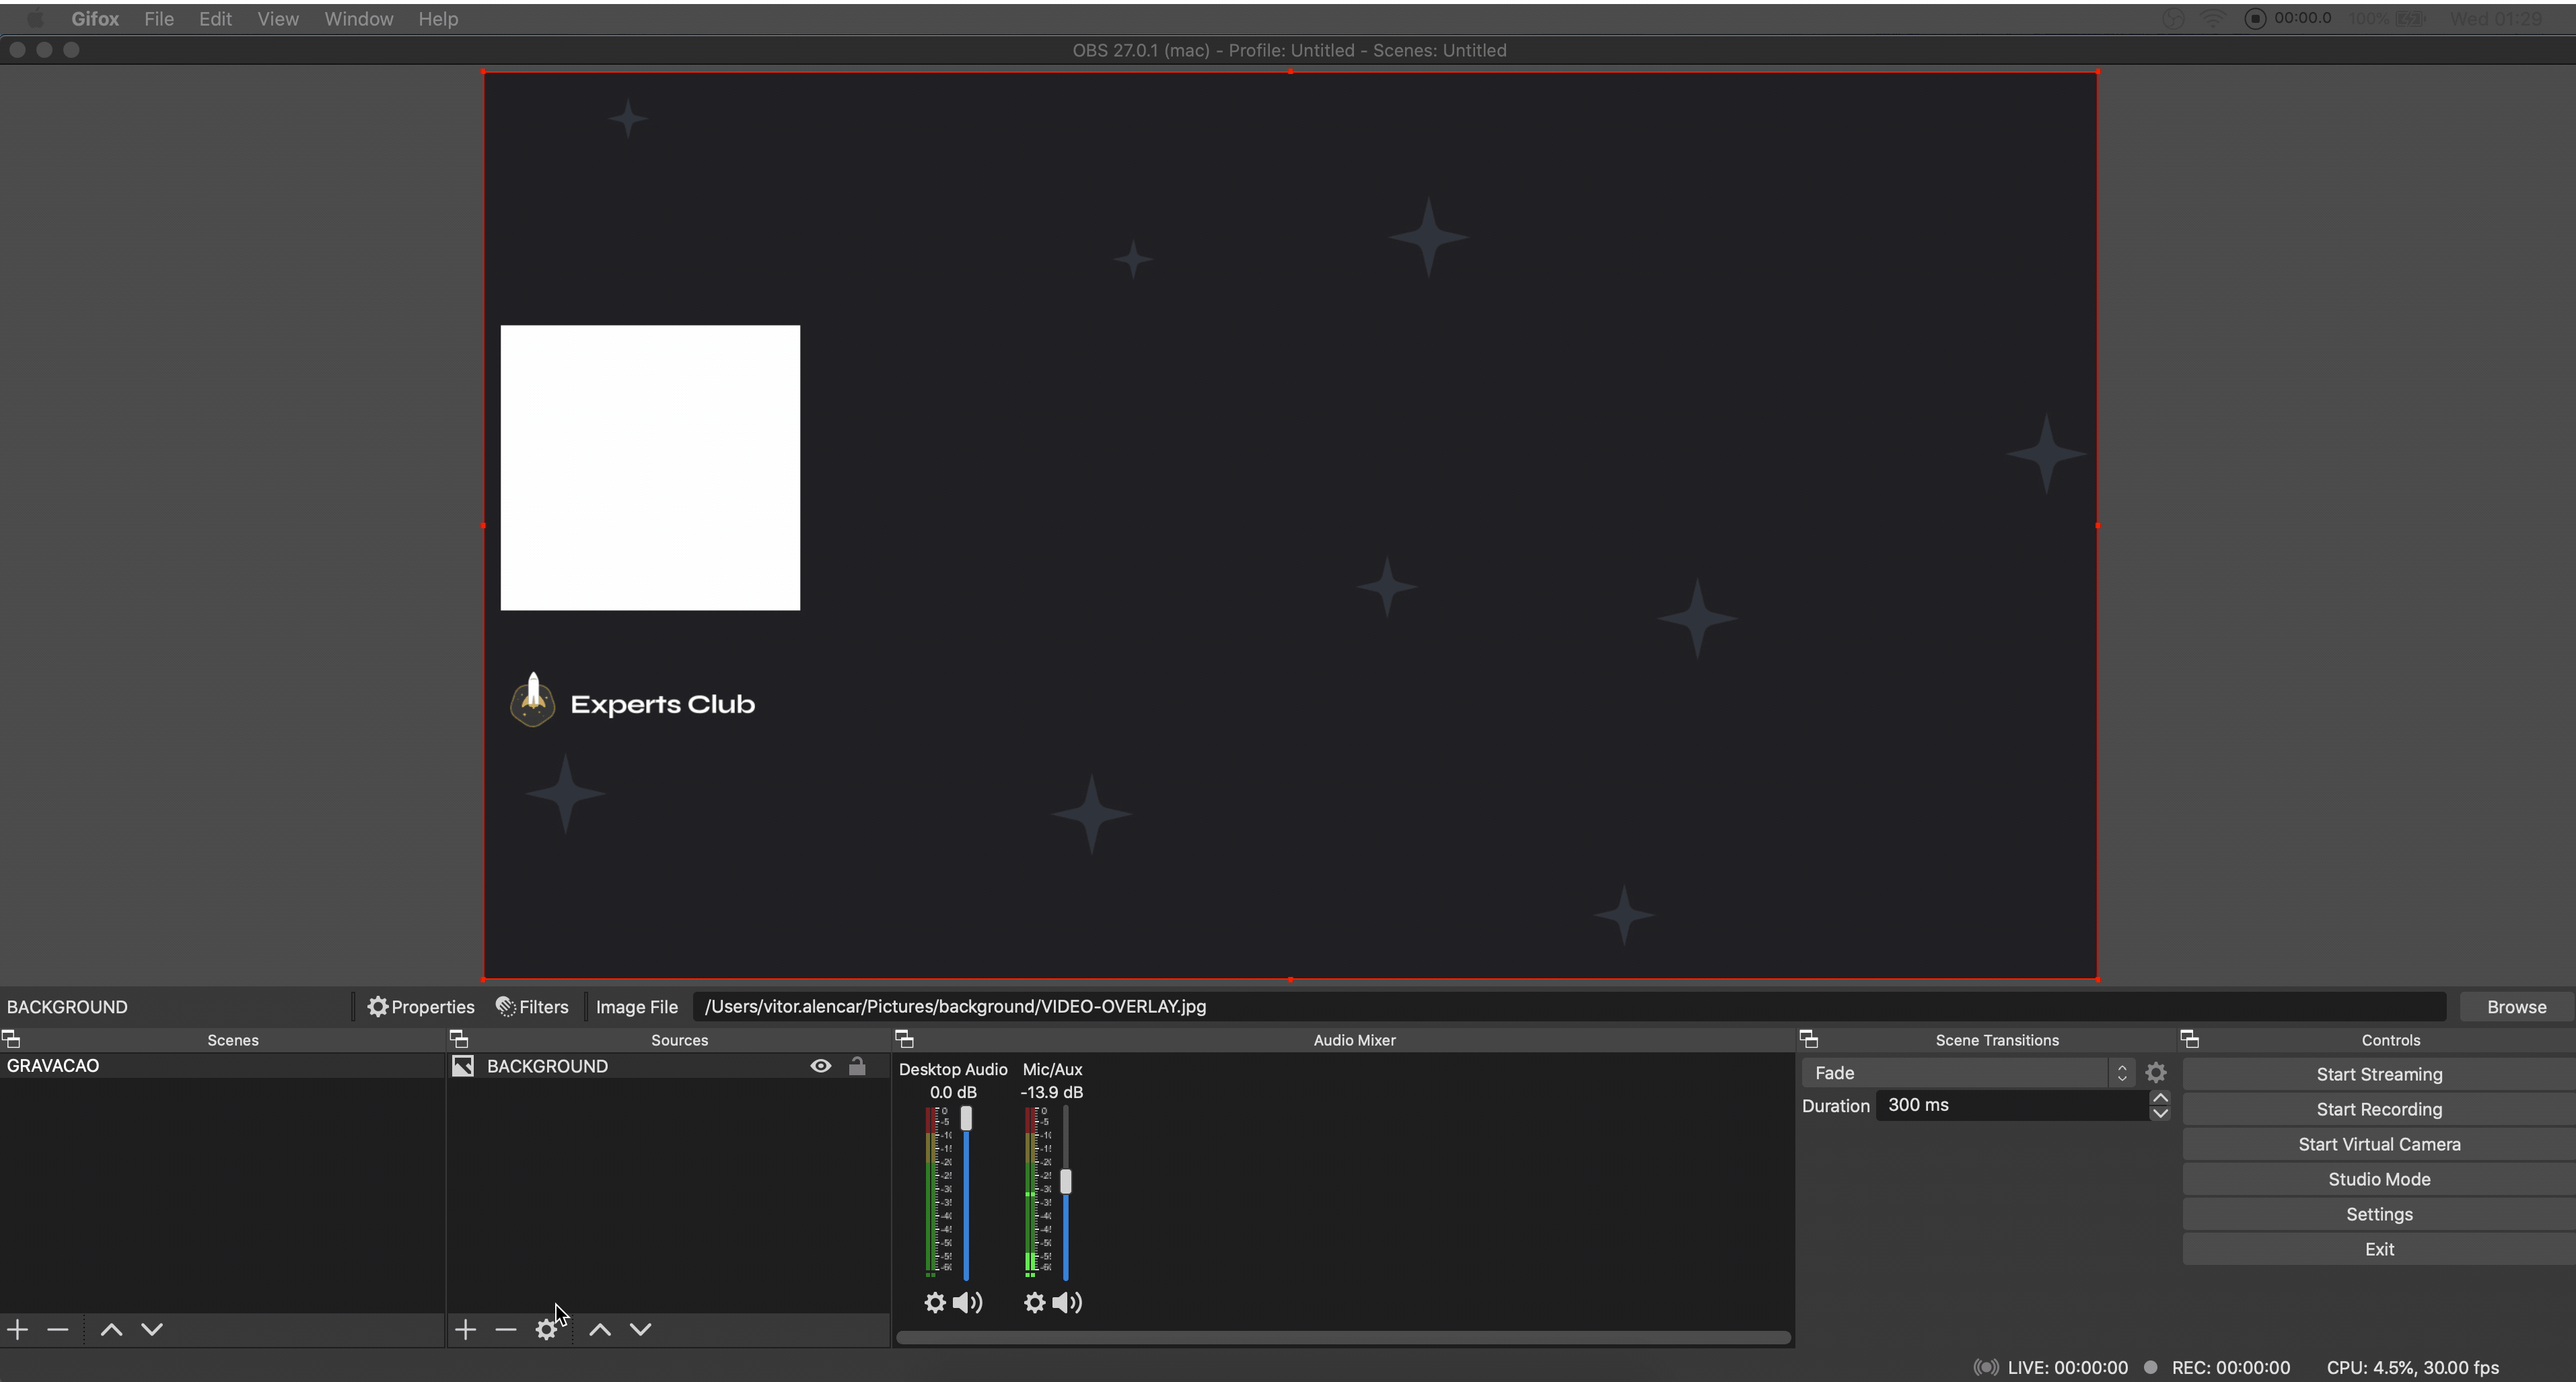 Gifox File Edit View Window Help 00:00.0 100% Wed 01:29
OBS 27.0.1 (mac) - Profile: Untitled - Scenes: Untitled
Experts Club
BACKGROUND Properties Filters Image File /Users/vitor.alencar/Pictures/background/VIDEO-OVERLAY.jpg Browse
Scenes Sources Audio Mixer Scene Transitions Controls
GRAVACAO
BACKGROUND
Desktop Audio Mic/Aux
0.0 dB -13.9 dB
Fade
Duration 300 ms
Start Streaming
Start Recording
Start Virtual Camera
Studio Mode
Settings
Exit
LIVE: 00:00:00 REC: 00:00:00 CPU: 4.5%, 30.00 fps